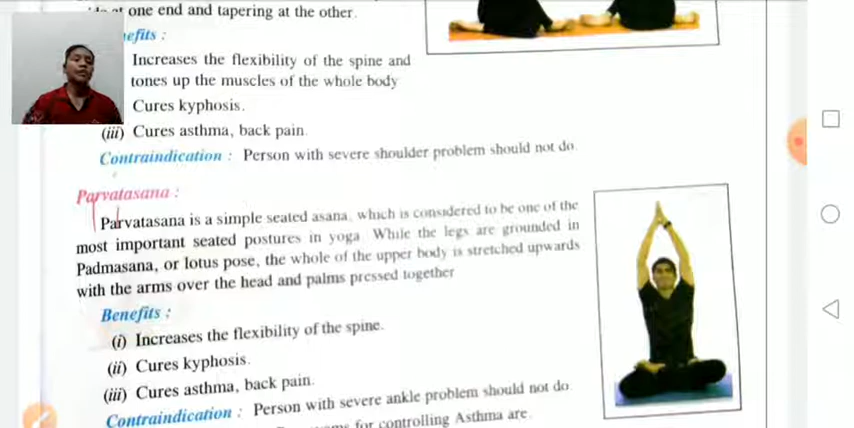 at one end and tapering at the other.
efits :
Increases the flexibility of the spine and
tones up the muscles of the whole body
Cures kyphosis.
(iii) Cures asthma, back pain.
Contraindication : Person with severe shoulder problem should not do.
Parvatasana :
Parvatasana is a simple seated asana, which is considered to be one of the
most important seated postures in yoga While the legs are grounded in
Padmasana, or lotus pose, the whole of the upper body is stretched upwards
with the arms over the head and palms pressed together
Benefits :
(i) Increases the flexibility of the spine.
(ii) Cures kyphosis.
(iii) Cures asthma, back pain.
Contraindication : Person with severe ankle problem should not do.
for controlling Asthma are.